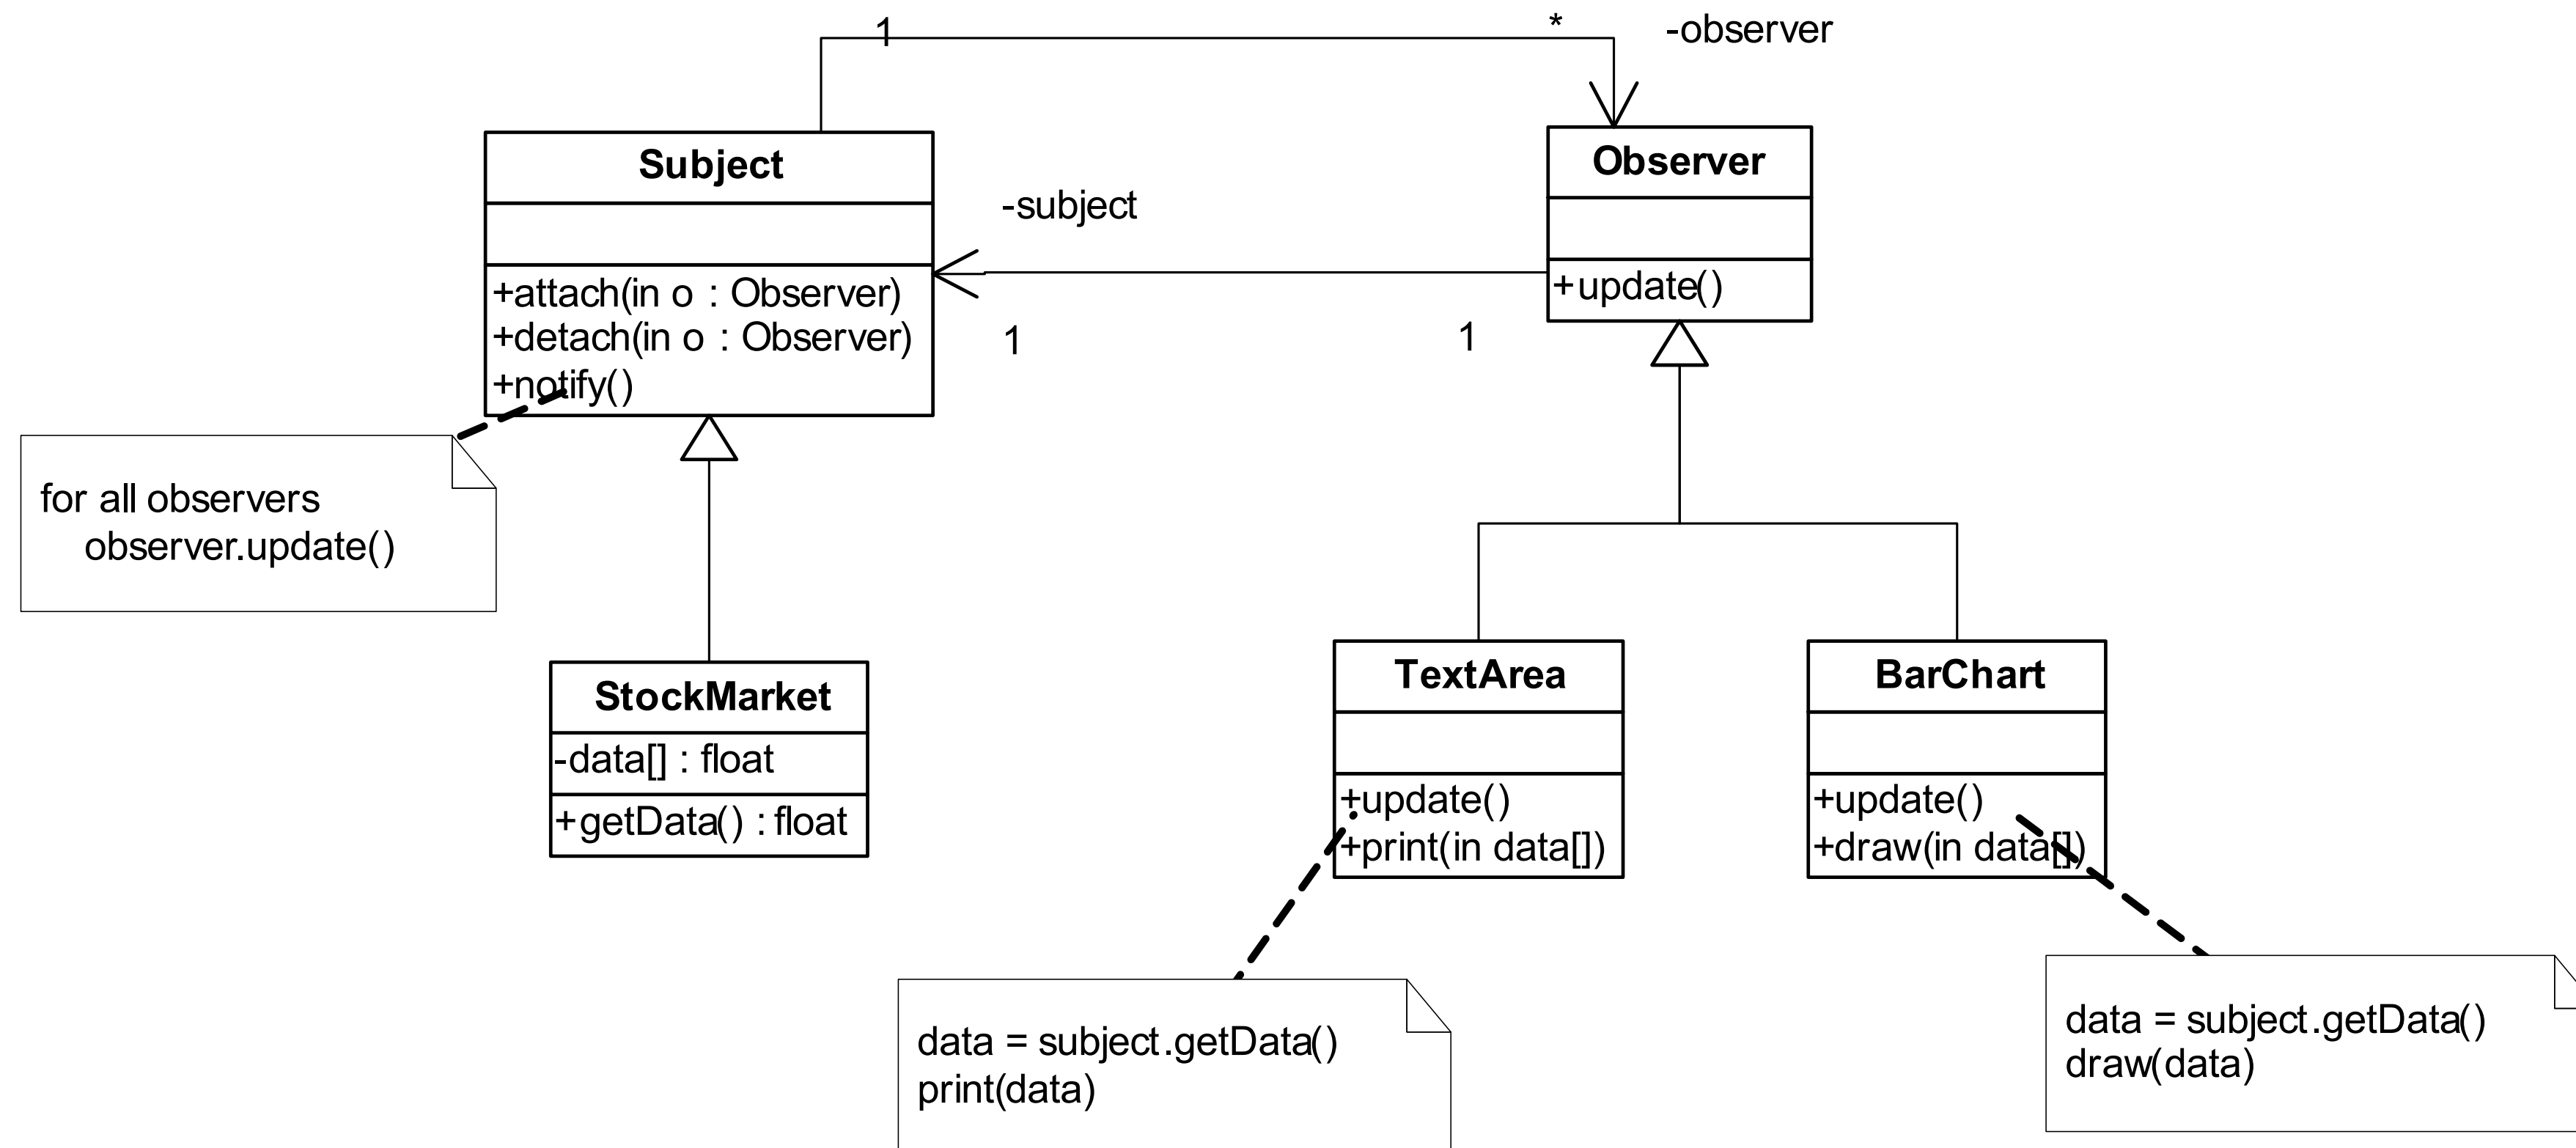 1
*
-observer
Subject
Observer
-subject
+attach(in o : Observer)
+detach(in o : Observer)
+notify()
+update()
1
1
for all observers
observer.update()
StockMarket
-data[] : float
+getData() : float
TextArea
+update()
+print(in data[])
BarChart
+update()
+draw(in data[])
data = subject.getData()
print(data)
data = subject.getData()
draw(data)